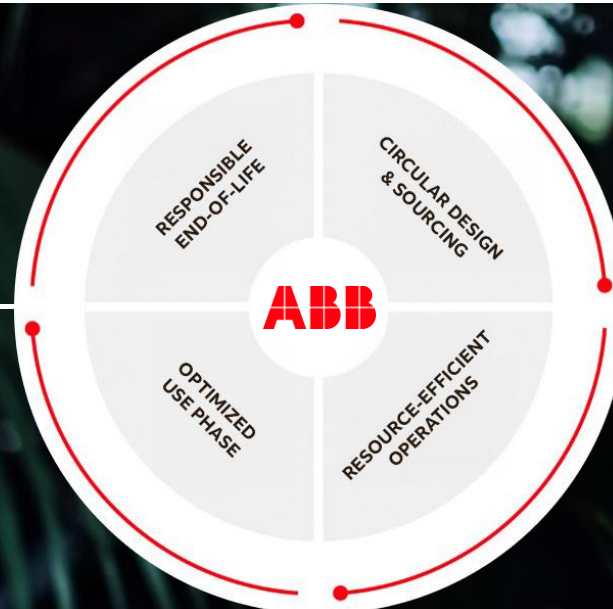 RESPONSIBLE
END-OF-LIFE
CIRCULAR DESIGN
& SOURCING
ABB
OPTIMIZED
USE PHASE
RESOURCE-EFFICIENT
OPERATIONS